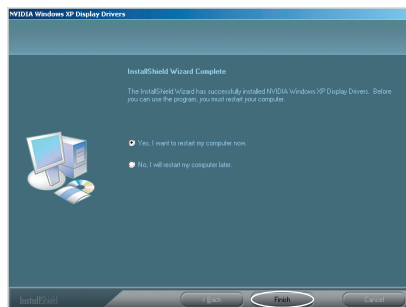 NVIDIA Windows XP Display Drivers
InstallShield Wizard Complete
The InstallShield Wizard has successfully installed NVIDIA Windows XP Display Drivers. Before
you can use the program, you must restart your computer.
Yes, I want to restart my computer now.
No, I will restart my computer later.
InstallShield
< Back
Finish
Cancel